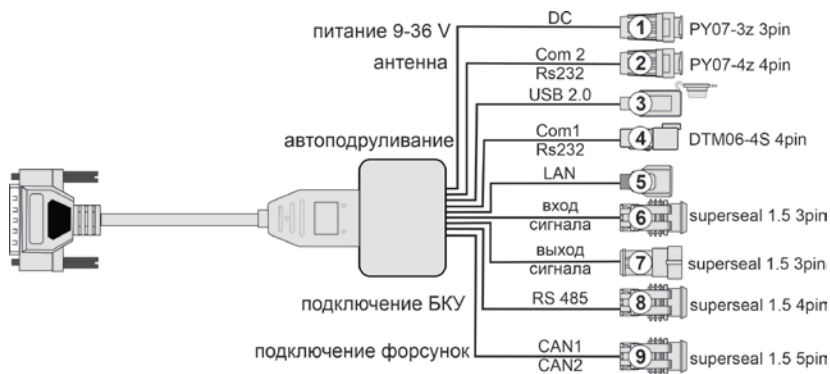 питание 9-36 V DC 1 PY07-3z 3pin
антенна Com 2 2 PY07-4z 4pin
Rs232
USB 2.0 3
автоподруливание Com1 4 DTM06-4S 4pin
Rs232
LAN 5
вход 6 superseal 1.5 3pin
сигнала
выход 7 superseal 1.5 3pin
сигнала
подключение БКУ RS 485 8 superseal 1.5 4pin
подключение форсунок CAN1 9 superseal 1.5 5pin
CAN2